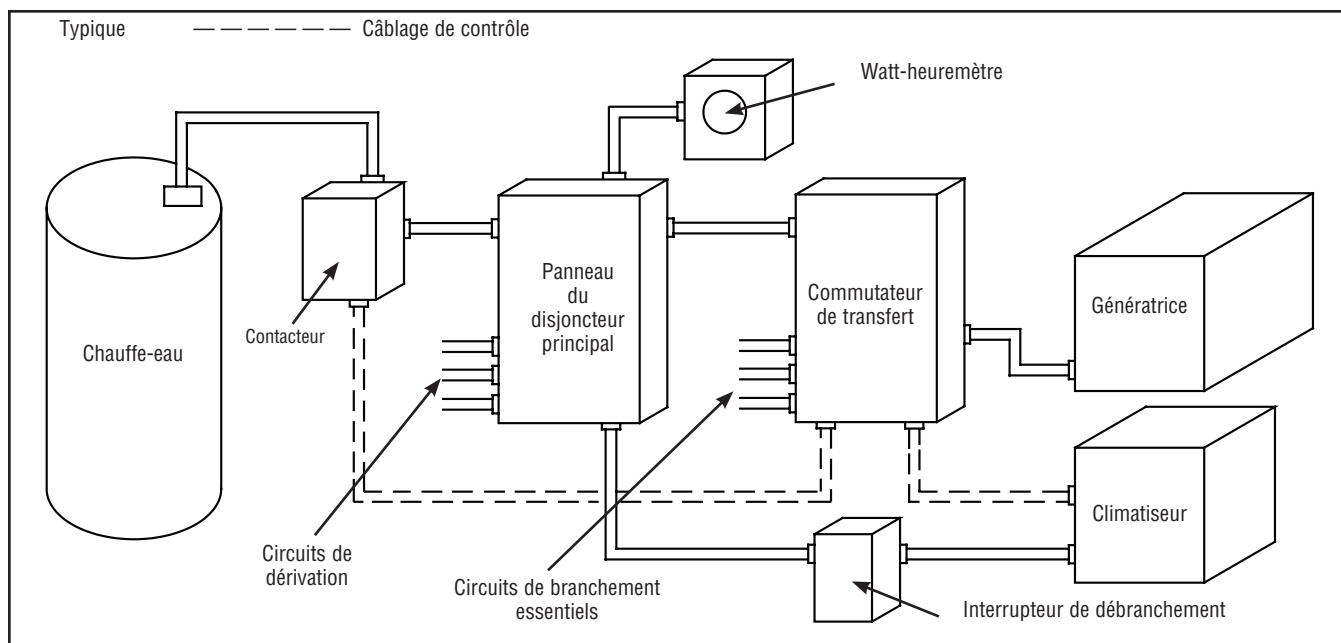 Typique
Câblage de contrôle
Watt-heuremètre
Panneau
du
disjoncteur
principal
Commutateur
de transfert
Génératrice
Contacteur
Chauffe-eau
Climatiseur
Circuits de
dérivation
Circuits de branchement
essentiels
Interrupteur de débranchement